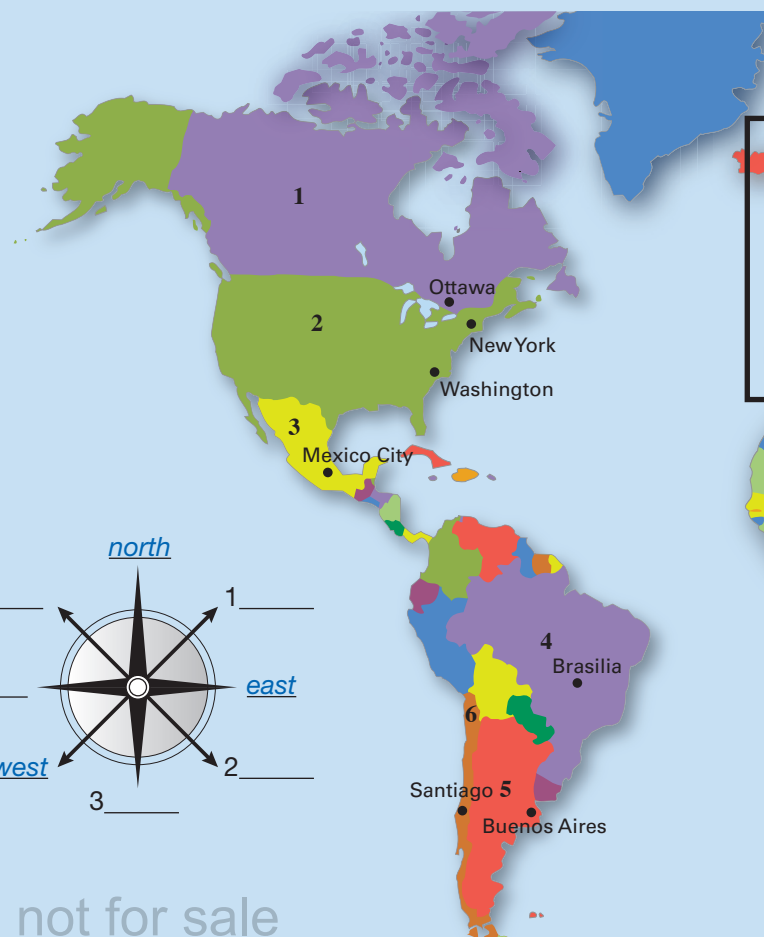 1
2
Ottawa
New York
Washington
3
Mexico City
north
1
east
2
3
4
Brasilia
6
Santiago 5
Buenos Aires
not for sale